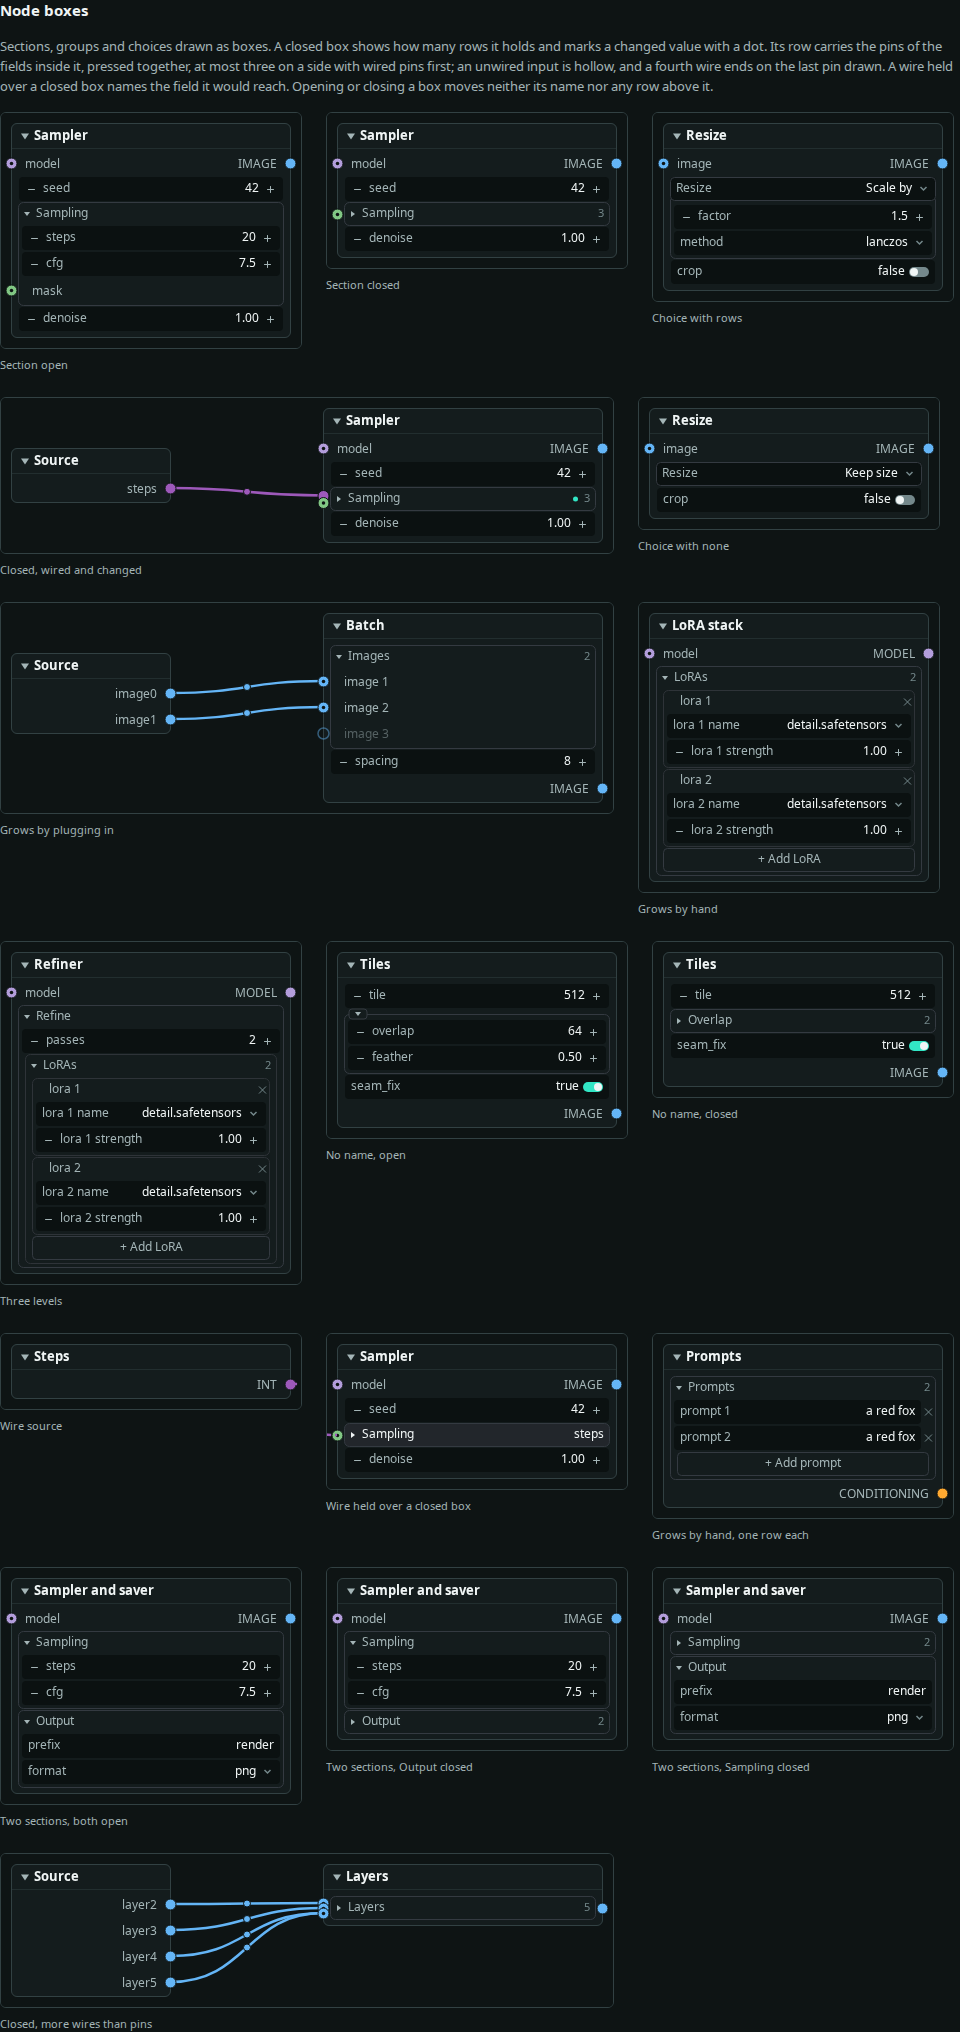 Node boxes
Sections, groups and choices drawn as boxes. A closed box shows how many rows it holds and marks a changed value with a dot. Its row carries the pins of the
fields inside it, pressed together, at most three on a side with wired pins first; an unwired input is hollow, and a fourth wire ends on the last pin drawn. A wire held
over a closed box names the field it would reach. Opening or closing a box moves neither its name nor any row above it.
Sampler
model IMAGE
− seed 42 +
Sampling
− steps 20 +
− cfg 7.5 +
mask
− denoise 1.00 +
Section open
Sampler
model IMAGE
− seed 42 +
Sampling 3
− denoise 1.00 +
Section closed
Resize
image IMAGE
Resize Scale by
− factor 1.5 +
method lanczos
crop false
Choice with rows
Source
steps
Sampler
model IMAGE
− seed 42 +
Sampling 3
− denoise 1.00 +
Closed, wired and changed
Resize
image IMAGE
Resize Keep size
crop false
Choice with none
Source
image0
image1
Batch
Images 2
image 1
image 2
image 3
− spacing 8 +
IMAGE
Grows by plugging in
LoRA stack
model MODEL
LoRAs 2
lora 1 ×
lora 1 name detail.safetensors
− lora 1 strength 1.00 +
lora 2 ×
lora 2 name detail.safetensors
− lora 2 strength 1.00 +
+ Add LoRA
Grows by hand
Refiner
model MODEL
Refine
− passes 2 +
LoRAs 2
lora 1 ×
lora 1 name detail.safetensors
− lora 1 strength 1.00 +
lora 2 ×
lora 2 name detail.safetensors
− lora 2 strength 1.00 +
+ Add LoRA
Three levels
Tiles
− tile 512 +
− overlap 64 +
− feather 0.50 +
seam_fix true
IMAGE
No name, open
Tiles
− tile 512 +
Overlap 2
seam_fix true
IMAGE
No name, closed
Steps
INT
Wire source
Sampler
model IMAGE
− seed 42 +
Sampling steps
− denoise 1.00 +
Wire held over a closed box
Prompts
Prompts 2
prompt 1 a red fox ×
prompt 2 a red fox ×
+ Add prompt
CONDITIONING
Grows by hand, one row each
Sampler and saver
model IMAGE
Sampling
− steps 20 +
− cfg 7.5 +
Output
prefix render
format png
Two sections, both open
Sampler and saver
model IMAGE
Sampling
− steps 20 +
− cfg 7.5 +
Output 2
Two sections, Output closed
Sampler and saver
model IMAGE
Sampling 2
Output
prefix render
format png
Two sections, Sampling closed
Source
layer2
layer3
layer4
layer5
Layers
Layers 5
Closed, more wires than pins